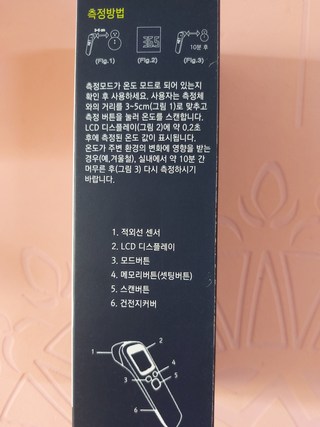 측정방법
36.5
10분 후
(Fig.1) (Fig.2) (Fig.3)
측정모드가 온도 모드로 되어 있는지
확인 후 사용하세요. 사용자는 측정체
와의 거리를 3~5cm(그림 1)로 맞추고
측정 버튼을 눌러 온도를 스캔합니다.
LCD 디스플레이(그림 2)에 약 0.2초
후에 측정된 온도 값이 표시됩니다.
온도가 주변 환경의 변화에 영향을 받는
경우(예,겨울철), 실내에서 약 10분 간
머무른 후(그림 3) 다시 측정하시기
바랍니다.
1. 적외선 센서
2. LCD 디스플레이
3. 모드버튼
4. 메모리버튼(셋팅버튼)
5. 스캔버튼
6. 건전지커버
1
2
3
4
5
6